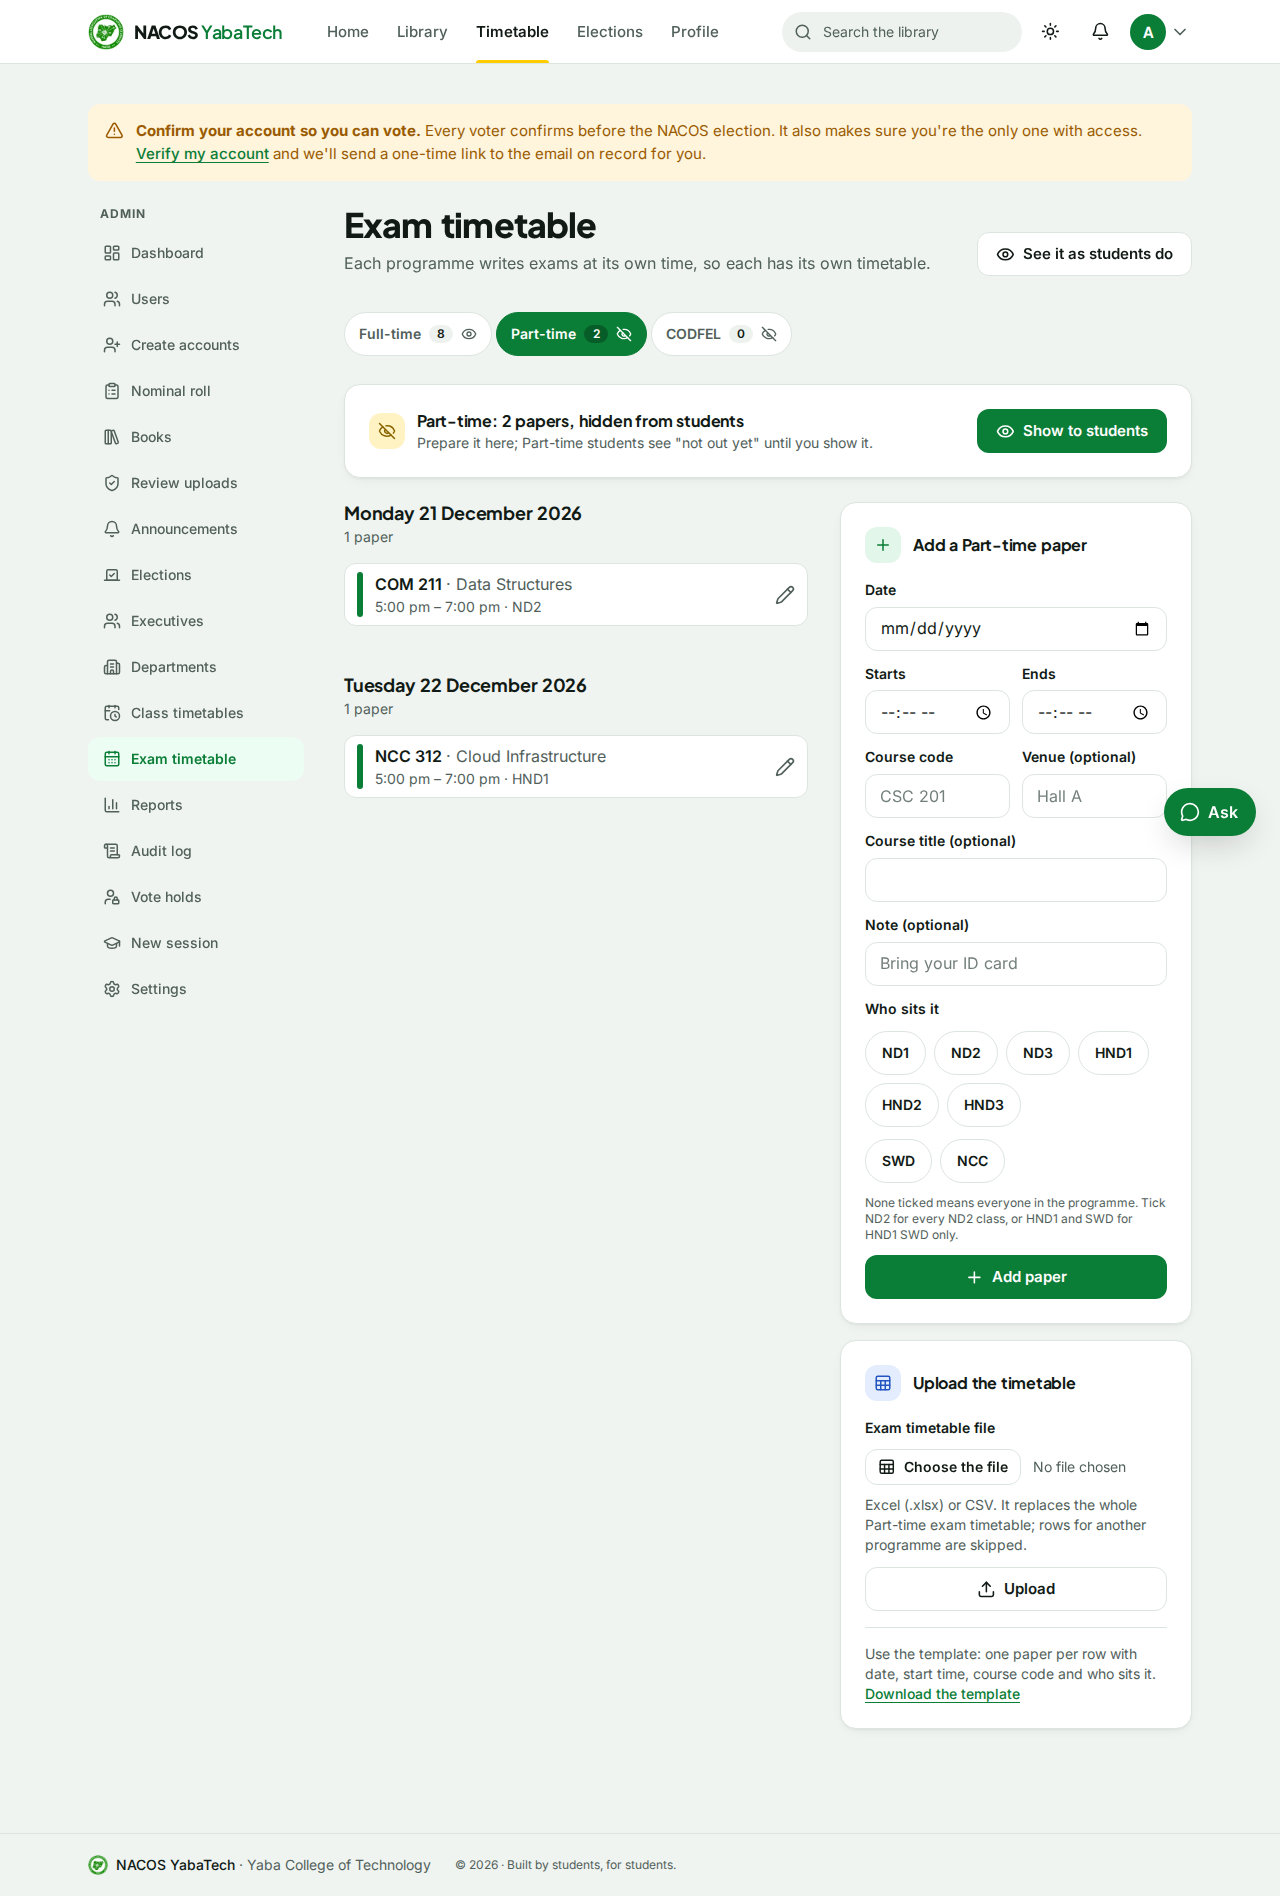 NACOS YabaTech
Home
Library
Timetable
Elections
Profile
Search the library
A
Confirm your account so you can vote. Every voter confirms before the NACOS election. It also makes sure you're the only one with access.
Verify my account and we'll send a one-time link to the email on record for you.
ADMIN
Dashboard
Users
Create accounts
Nominal roll
Books
Review uploads
Announcements
Elections
Executives
Departments
Class timetables
Exam timetable
Reports
Audit log
Vote holds
New session
Settings
Exam timetable
Each programme writes exams at its own time, so each has its own timetable.
See it as students do
Full-time 8
Part-time 2
CODFEL 0
Part-time: 2 papers, hidden from students
Prepare it here; Part-time students see "not out yet" until you show it.
Show to students
Monday 21 December 2026
1 paper
COM 211 · Data Structures
5:00 pm – 7:00 pm · ND2
Tuesday 22 December 2026
1 paper
NCC 312 · Cloud Infrastructure
5:00 pm – 7:00 pm · HND1
Add a Part-time paper
Date
mm/dd/yyyy
Starts
Ends
--:-- --
--:-- --
Course code
Venue (optional)
CSC 201
Hall A
Course title (optional)
Note (optional)
Bring your ID card
Who sits it
ND1
ND2
ND3
HND1
HND2
HND3
SWD
NCC
None ticked means everyone in the programme. Tick
ND2 for every ND2 class, or HND1 and SWD for
HND1 SWD only.
Add paper
Ask
Upload the timetable
Exam timetable file
Choose the file
No file chosen
Excel (.xlsx) or CSV. It replaces the whole
Part-time exam timetable; rows for another
programme are skipped.
Upload
Use the template: one paper per row with
date, start time, course code and who sits it.
Download the template
NACOS YabaTech · Yaba College of Technology
© 2026 · Built by students, for students.